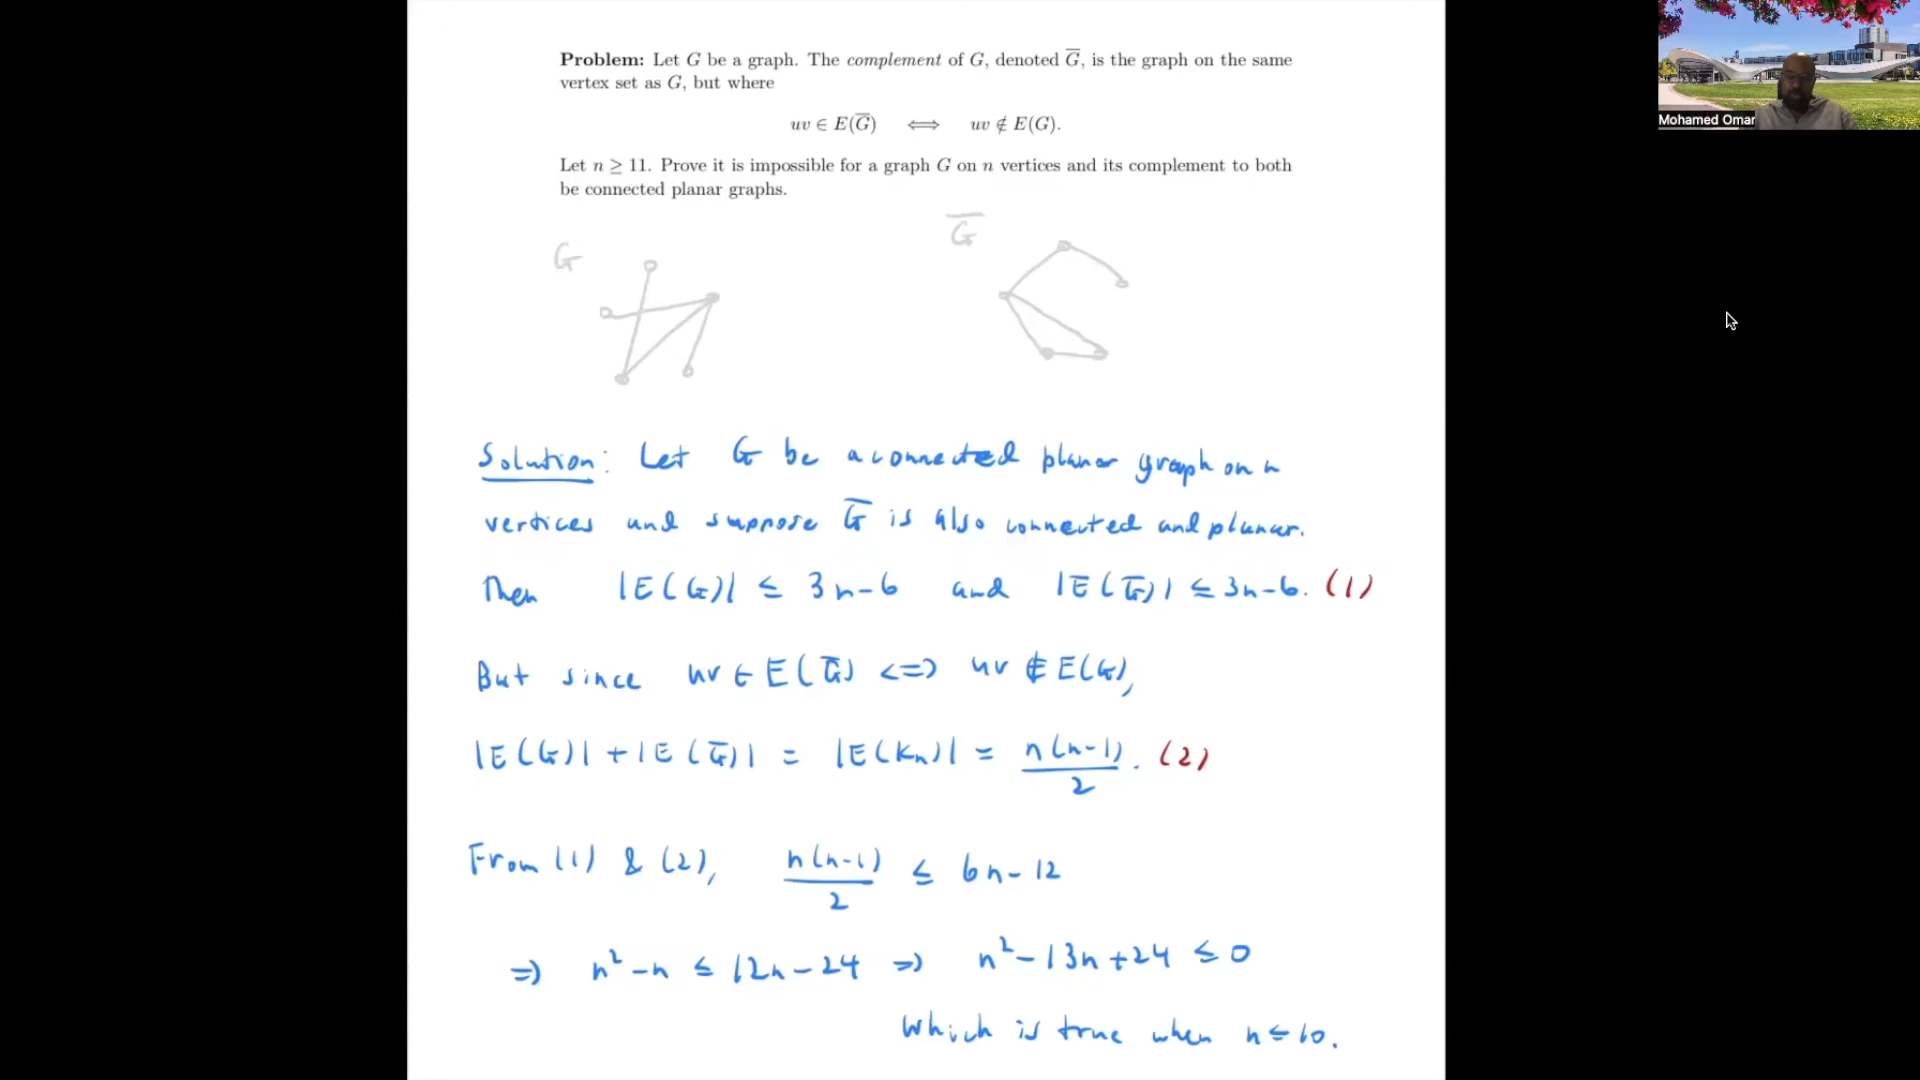 Problem: Let G be a graph. The complement of G, denoted G̅, is the graph on the same
vertex set as G, but where
uv ∈ E(G̅) ⟺ uv ∉ E(G).
Let n ≥ 11. Prove it is impossible for a graph G on n vertices and its complement to both
be connected planar graphs.
G
G̅
Solution: Let G be a connected planar graph on n
vertices and suppose G̅ is also connected and planar.
Then |E(G)| ≤ 3n-6 and |E(G̅)| ≤ 3n-6. (1)
But since uv ∈ E(G̅) <=> uv ∉ E(G),
|E(G)| + |E(G̅)| = |E(Kn)| = n(n-1)/2. (2)
From (1) & (2), n(n-1)/2 ≤ 6n-12
=> n²-n ≤ 12n-24 => n²-13n+24 ≤ 0
which is true when n ≤ 10.
Mohamed Omar